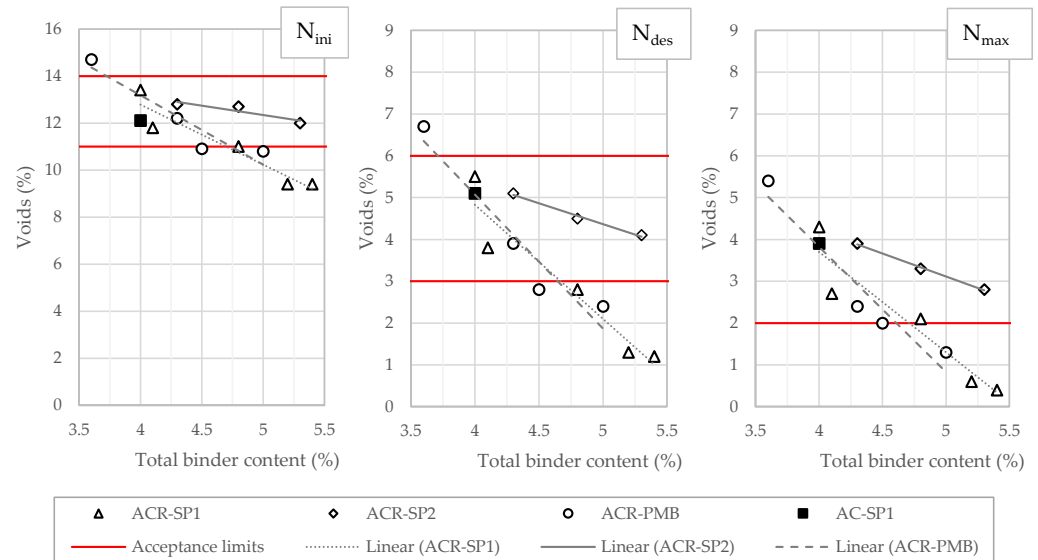 N_ini
16
14
12
10
8
6
4
2
0
Voids (%)
3.5 4 4.5 5 5.5
Total binder content (%)
N_des
9
8
7
6
5
4
3
2
1
0
Voids (%)
3.5 4 4.5 5 5.5
Total binder content (%)
N_max
9
8
7
6
5
4
3
2
1
0
Voids (%)
3.5 4 4.5 5 5.5
Total binder content (%)
ACR-SP1 ACR-SP2 ACR-PMB AC-SP1
Acceptance limits Linear (ACR-SP1) Linear (ACR-SP2) Linear (ACR-PMB)